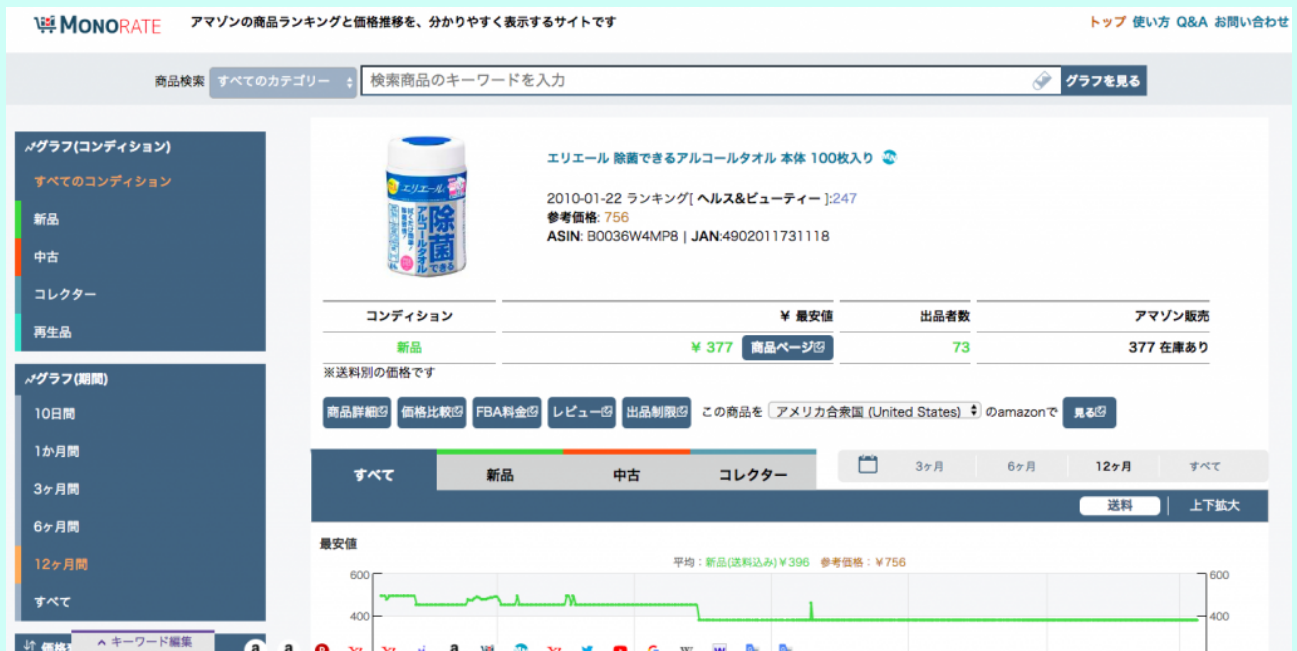 MONORATE アマゾンの商品ランキングと価格推移を、分かりやすく表示するサイトです
トップ 使い方 Q&A お問い合わせ
商品検索 すべてのカテゴリー 検索商品のキーワードを入力 グラフを見る
グラフ(コンディション)
すべてのコンディション
新品
中古
コレクター
再生品
グラフ(期間)
10日間
1か月間
3ヶ月間
6ヶ月間
12ヶ月間
すべて
キーワード編集
エリエール
除菌できる
アルコールタオル
エリエール 除菌できるアルコールタオル 本体 100枚入り
2010-01-22 ランキング[ ヘルス&ビューティー ]:247
参考価格: 756
ASIN: B0036W4MP8 | JAN:4902011731118
コンディション ¥ 最安値 出品者数 アマゾン販売
新品 ¥ 377 商品ページ 73 377 在庫あり
※送料別の価格です
商品詳細 価格比較 FBA料金 レビュー 出品制限 この商品を アメリカ合衆国 (United States) のamazonで 見る
すべて 新品 中古 コレクター 3ヶ月 6ヶ月 12ヶ月 すべて
送料 上下拡大
最安値
平均：新品(送料込み)¥396 参考価格：¥756
600 600
400 400